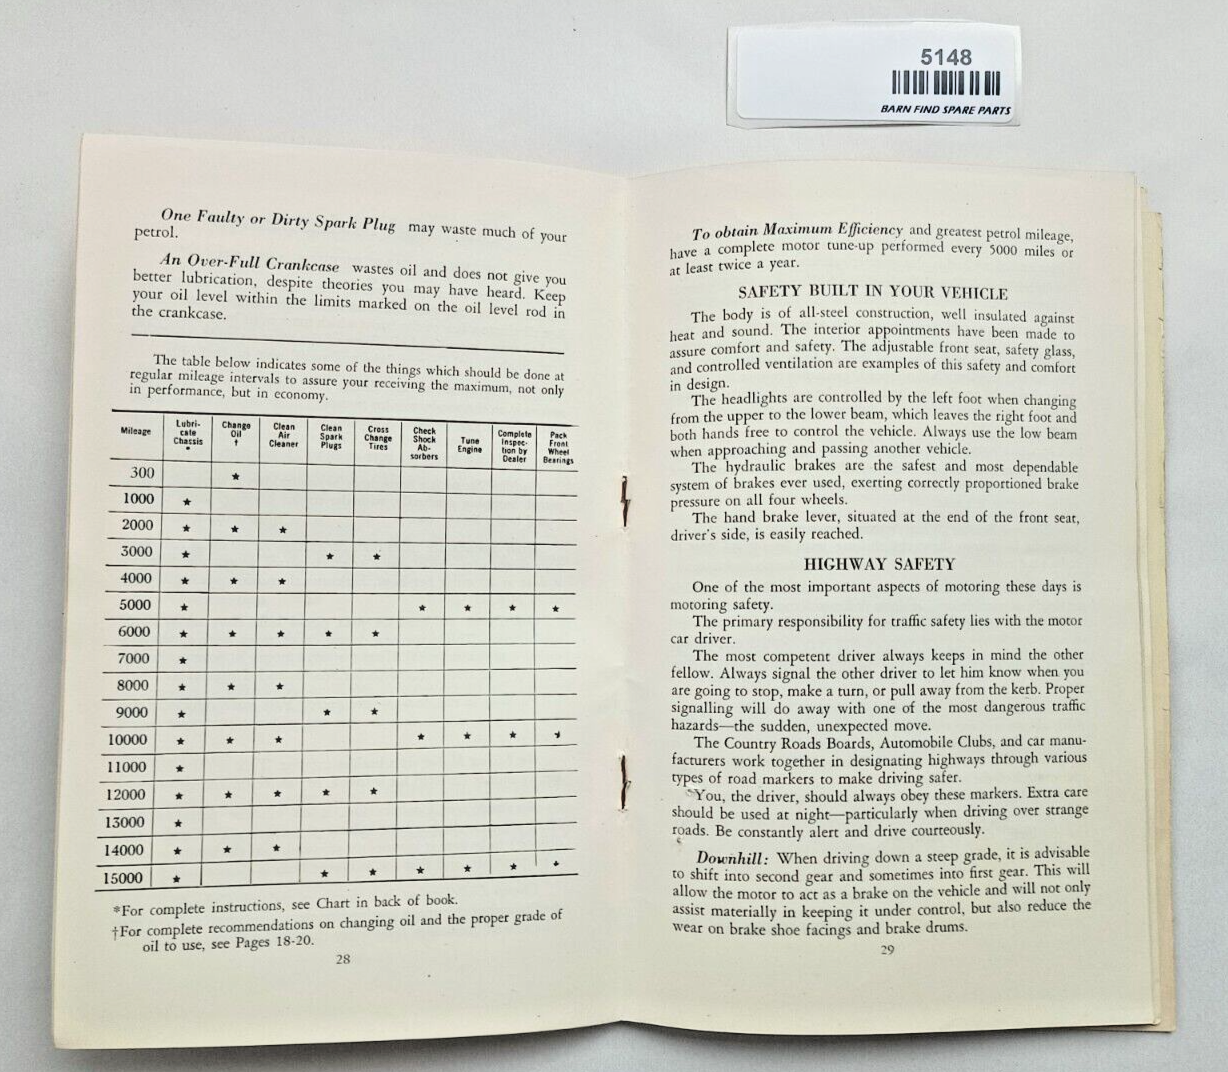 5148
BARN FIND SPARE PARTS
One Faulty or Dirty Spark Plug may waste much of your
petrol.
An Over-Full Crankcase wastes oil and does not give you
better lubrication, despite theories you may have heard. Keep
your oil level within the limits marked on the oil level rod in
the crankcase.
The table below indicates some of the things which should be done at
regular mileage intervals to assure your receiving the maximum, not only
in performance, but in economy.
Mileage | Lubri-cate Chassis * | Change Oil † | Clean Air Cleaner | Clean Spark Plugs | Cross Change Tires | Check Shock Ab-sorbers | Tune Engine | Complete Inspec-tion by Dealer | Pack Front Wheel Bearings
300 | | ★ | | | | | | |
1000 | ★ | | | | | | | |
2000 | ★ | ★ | ★ | | | | | |
3000 | ★ | | | ★ | ★ | | | |
4000 | ★ | ★ | ★ | | | | | |
5000 | ★ | | | | | ★ | ★ | ★ | ★
6000 | ★ | ★ | ★ | ★ | ★ | | | |
7000 | ★ | | | | | | | |
8000 | ★ | ★ | ★ | | | | | |
9000 | ★ | | | ★ | ★ | | | |
10000 | ★ | ★ | ★ | | | ★ | ★ | ★ | ★
11000 | ★ | | | | | | | |
12000 | ★ | ★ | ★ | ★ | ★ | | | |
13000 | ★ | | | | | | | |
14000 | ★ | ★ | ★ | | | | | |
15000 | ★ | | | ★ | ★ | ★ | ★ | ★ | ★
*For complete instructions, see Chart in back of book.
†For complete recommendations on changing oil and the proper grade of
oil to use, see Pages 18-20.
28
To obtain Maximum Efficiency and greatest petrol mileage,
have a complete motor tune-up performed every 5000 miles or
at least twice a year.
SAFETY BUILT IN YOUR VEHICLE
The body is of all-steel construction, well insulated against
heat and sound. The interior appointments have been made to
assure comfort and safety. The adjustable front seat, safety glass,
and controlled ventilation are examples of this safety and comfort
in design.
The headlights are controlled by the left foot when changing
from the upper to the lower beam, which leaves the right foot and
both hands free to control the vehicle. Always use the low beam
when approaching and passing another vehicle.
The hydraulic brakes are the safest and most dependable
system of brakes ever used, exerting correctly proportioned brake
pressure on all four wheels.
The hand brake lever, situated at the end of the front seat,
driver's side, is easily reached.
HIGHWAY SAFETY
One of the most important aspects of motoring these days is
motoring safety.
The primary responsibility for traffic safety lies with the motor
car driver.
The most competent driver always keeps in mind the other
fellow. Always signal the other driver to let him know when you
are going to stop, make a turn, or pull away from the kerb. Proper
signalling will do away with one of the most dangerous traffic
hazards—the sudden, unexpected move.
The Country Roads Boards, Automobile Clubs, and car manu-
facturers work together in designating highways through various
types of road markers to make driving safer.
You, the driver, should always obey these markers. Extra care
should be used at night—particularly when driving over strange
roads. Be constantly alert and drive courteously.
Downhill: When driving down a steep grade, it is advisable
to shift into second gear and sometimes into first gear. This will
allow the motor to act as a brake on the vehicle and will not only
assist materially in keeping it under control, but also reduce the
wear on brake shoe facings and brake drums.
29